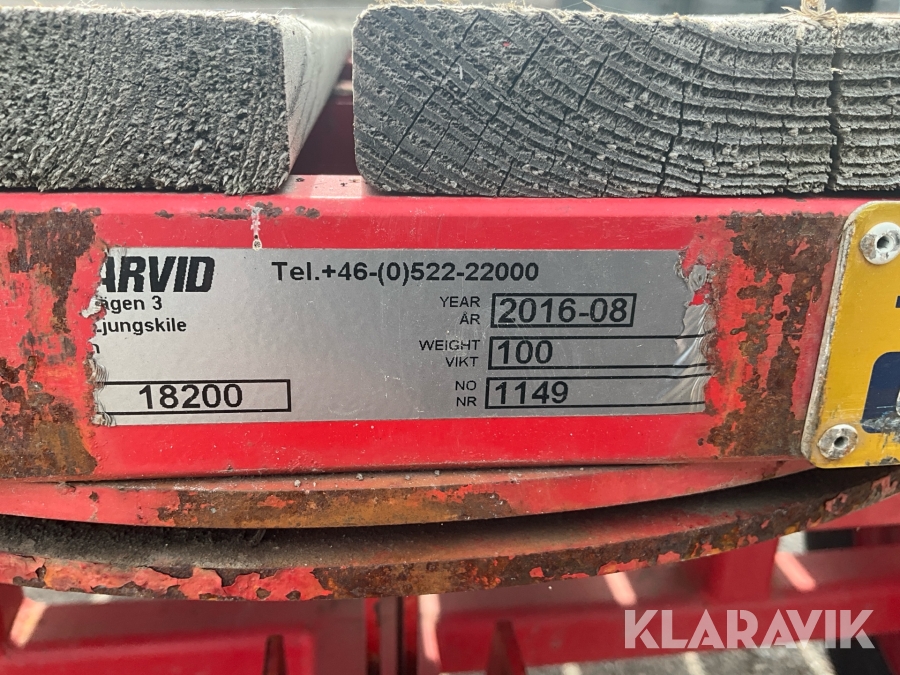 ARVID Tel.+46-(0)522-22000
ägen 3
jungskile
YEAR
ÅR 2016-08
WEIGHT
VIKT 100
18200
NO
NR 1149
KLARAVIK